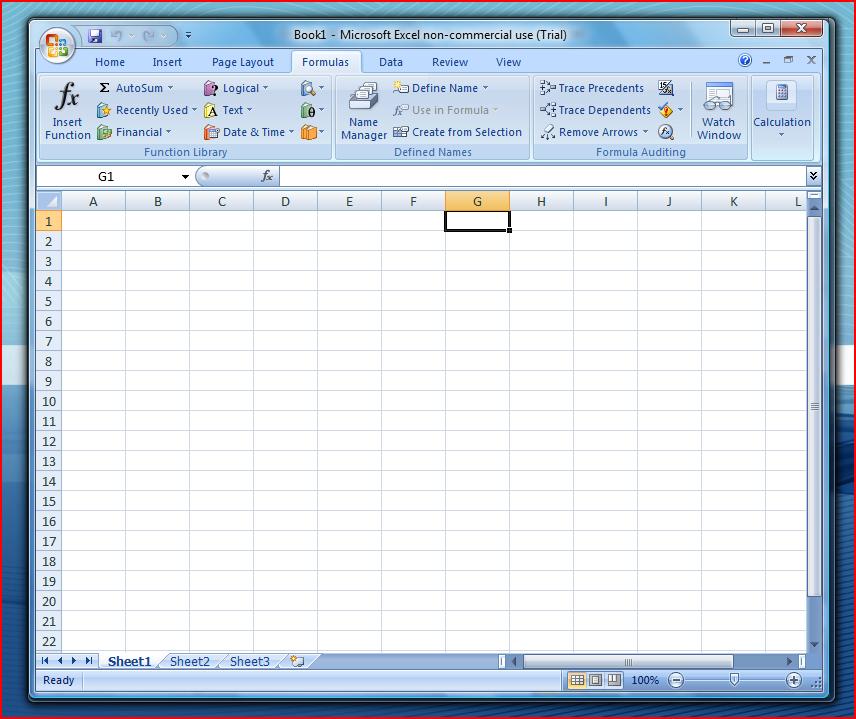 Book1 - Microsoft Excel non-commercial use (Trial)
Home Insert Page Layout Formulas Data Review View
fx Σ AutoSum Logical Define Name Trace Precedents
Insert Function Recently Used Text Name Manager Use in Formula Trace Dependents Watch Window Calculation
Financial Date & Time θ Create from Selection Remove Arrows
Function Library Defined Names Formula Auditing
G1 fx
A B C D E F G H I J K L
1
2
3
4
5
6
7
8
9
10
11
12
13
14
15
16
17
18
19
20
21
22
Sheet1 Sheet2 Sheet3
Ready 100%